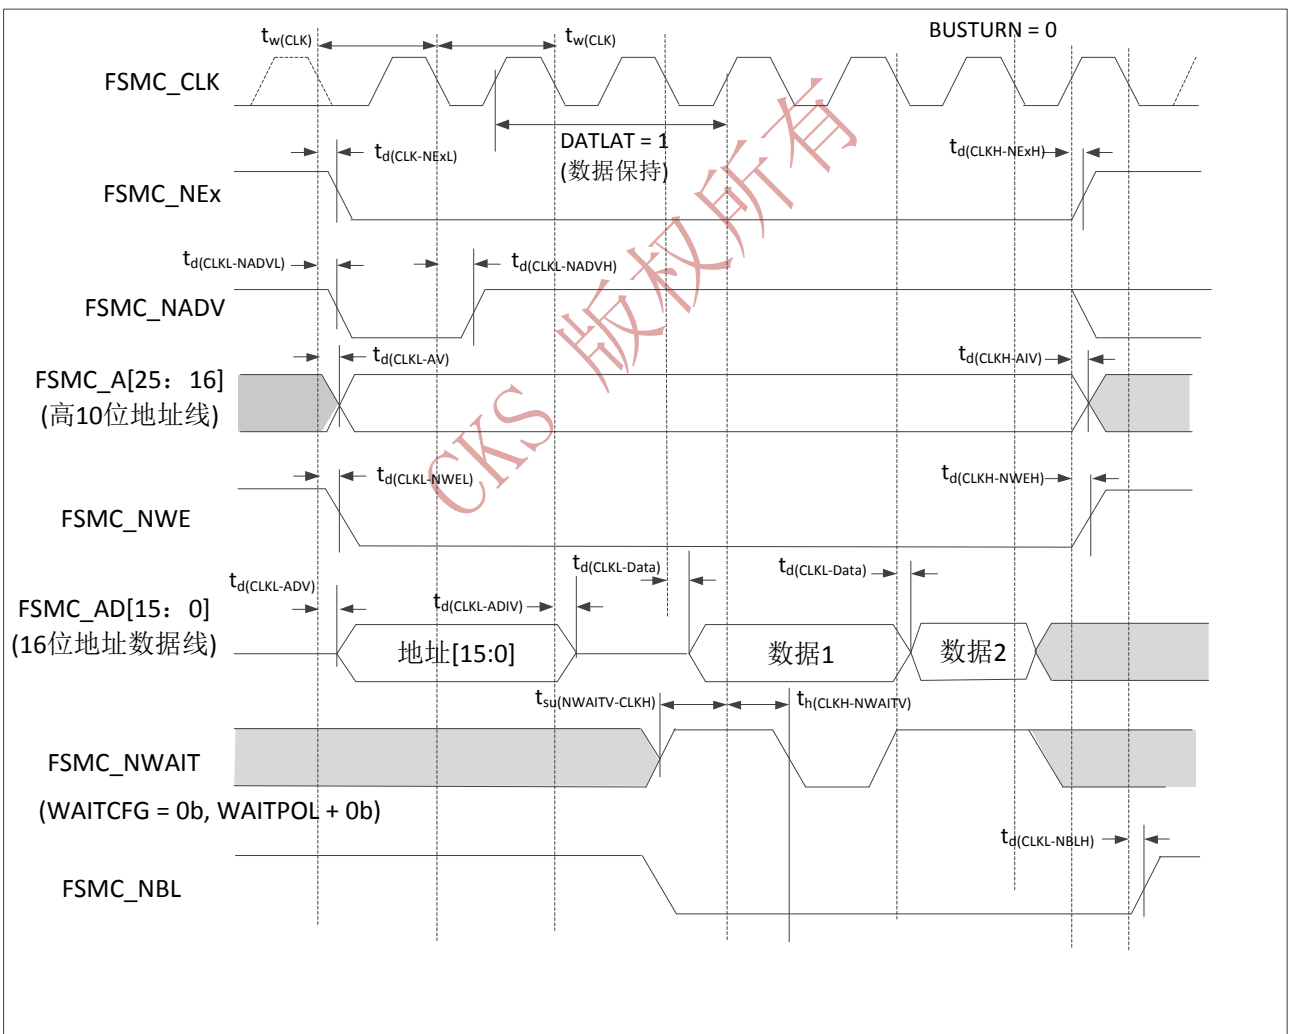 tw(CLK)
tw(CLK)
BUSTURN = 0
FSMC_CLK
DATLAT = 1
(数据保持)
td(CLK-NExL)
td(CLKH-NExH)
FSMC_NEx
td(CLKL-NADVL)
td(CLKL-NADVH)
FSMC_NADV
td(CLKL-AV)
td(CLKH-AIV)
FSMC_A[25：16]
(高10位地址线)
td(CLKL-NWEL)
td(CLKH-NWEH)
FSMC_NWE
td(CLKL-ADV)
td(CLKL-ADIV)
td(CLKL-Data)
td(CLKL-Data)
FSMC_AD[15：0]
(16位地址数据线)
地址[15:0]
数据1
数据2
tsu(NWAITV-CLKH)
th(CLKH-NWAITV)
FSMC_NWAIT
(WAITCFG = 0b, WAITPOL + 0b)
td(CLKL-NBLH)
FSMC_NBL
CKS 版权所有